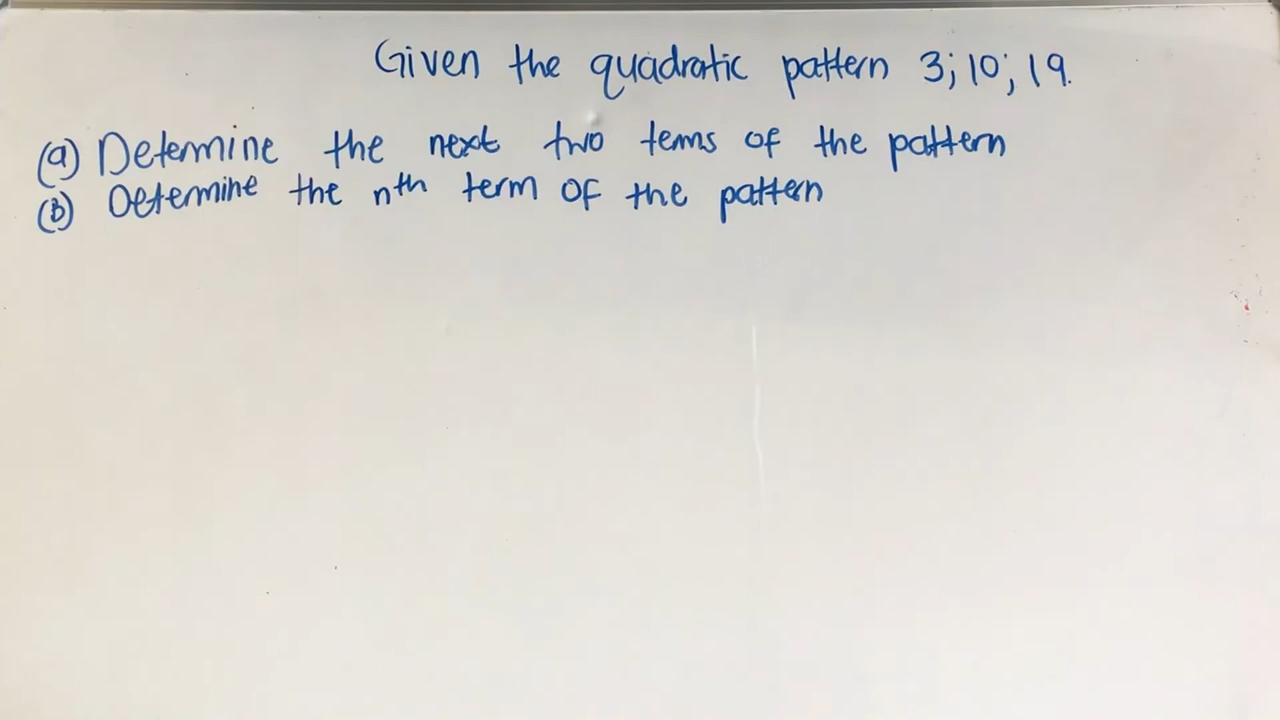 Given the quadratic pattern 3; 10; 19.
(a) Determine the next two terms of the pattern
(b) Determine the nth term of the pattern